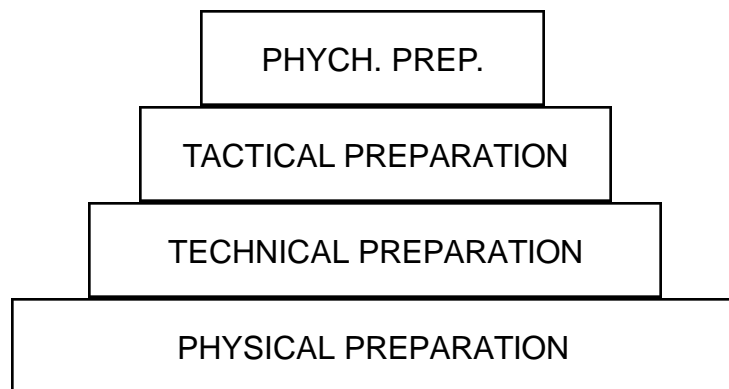 PHYCH. PREP.
TACTICAL PREPARATION
TECHNICAL PREPARATION
PHYSICAL PREPARATION